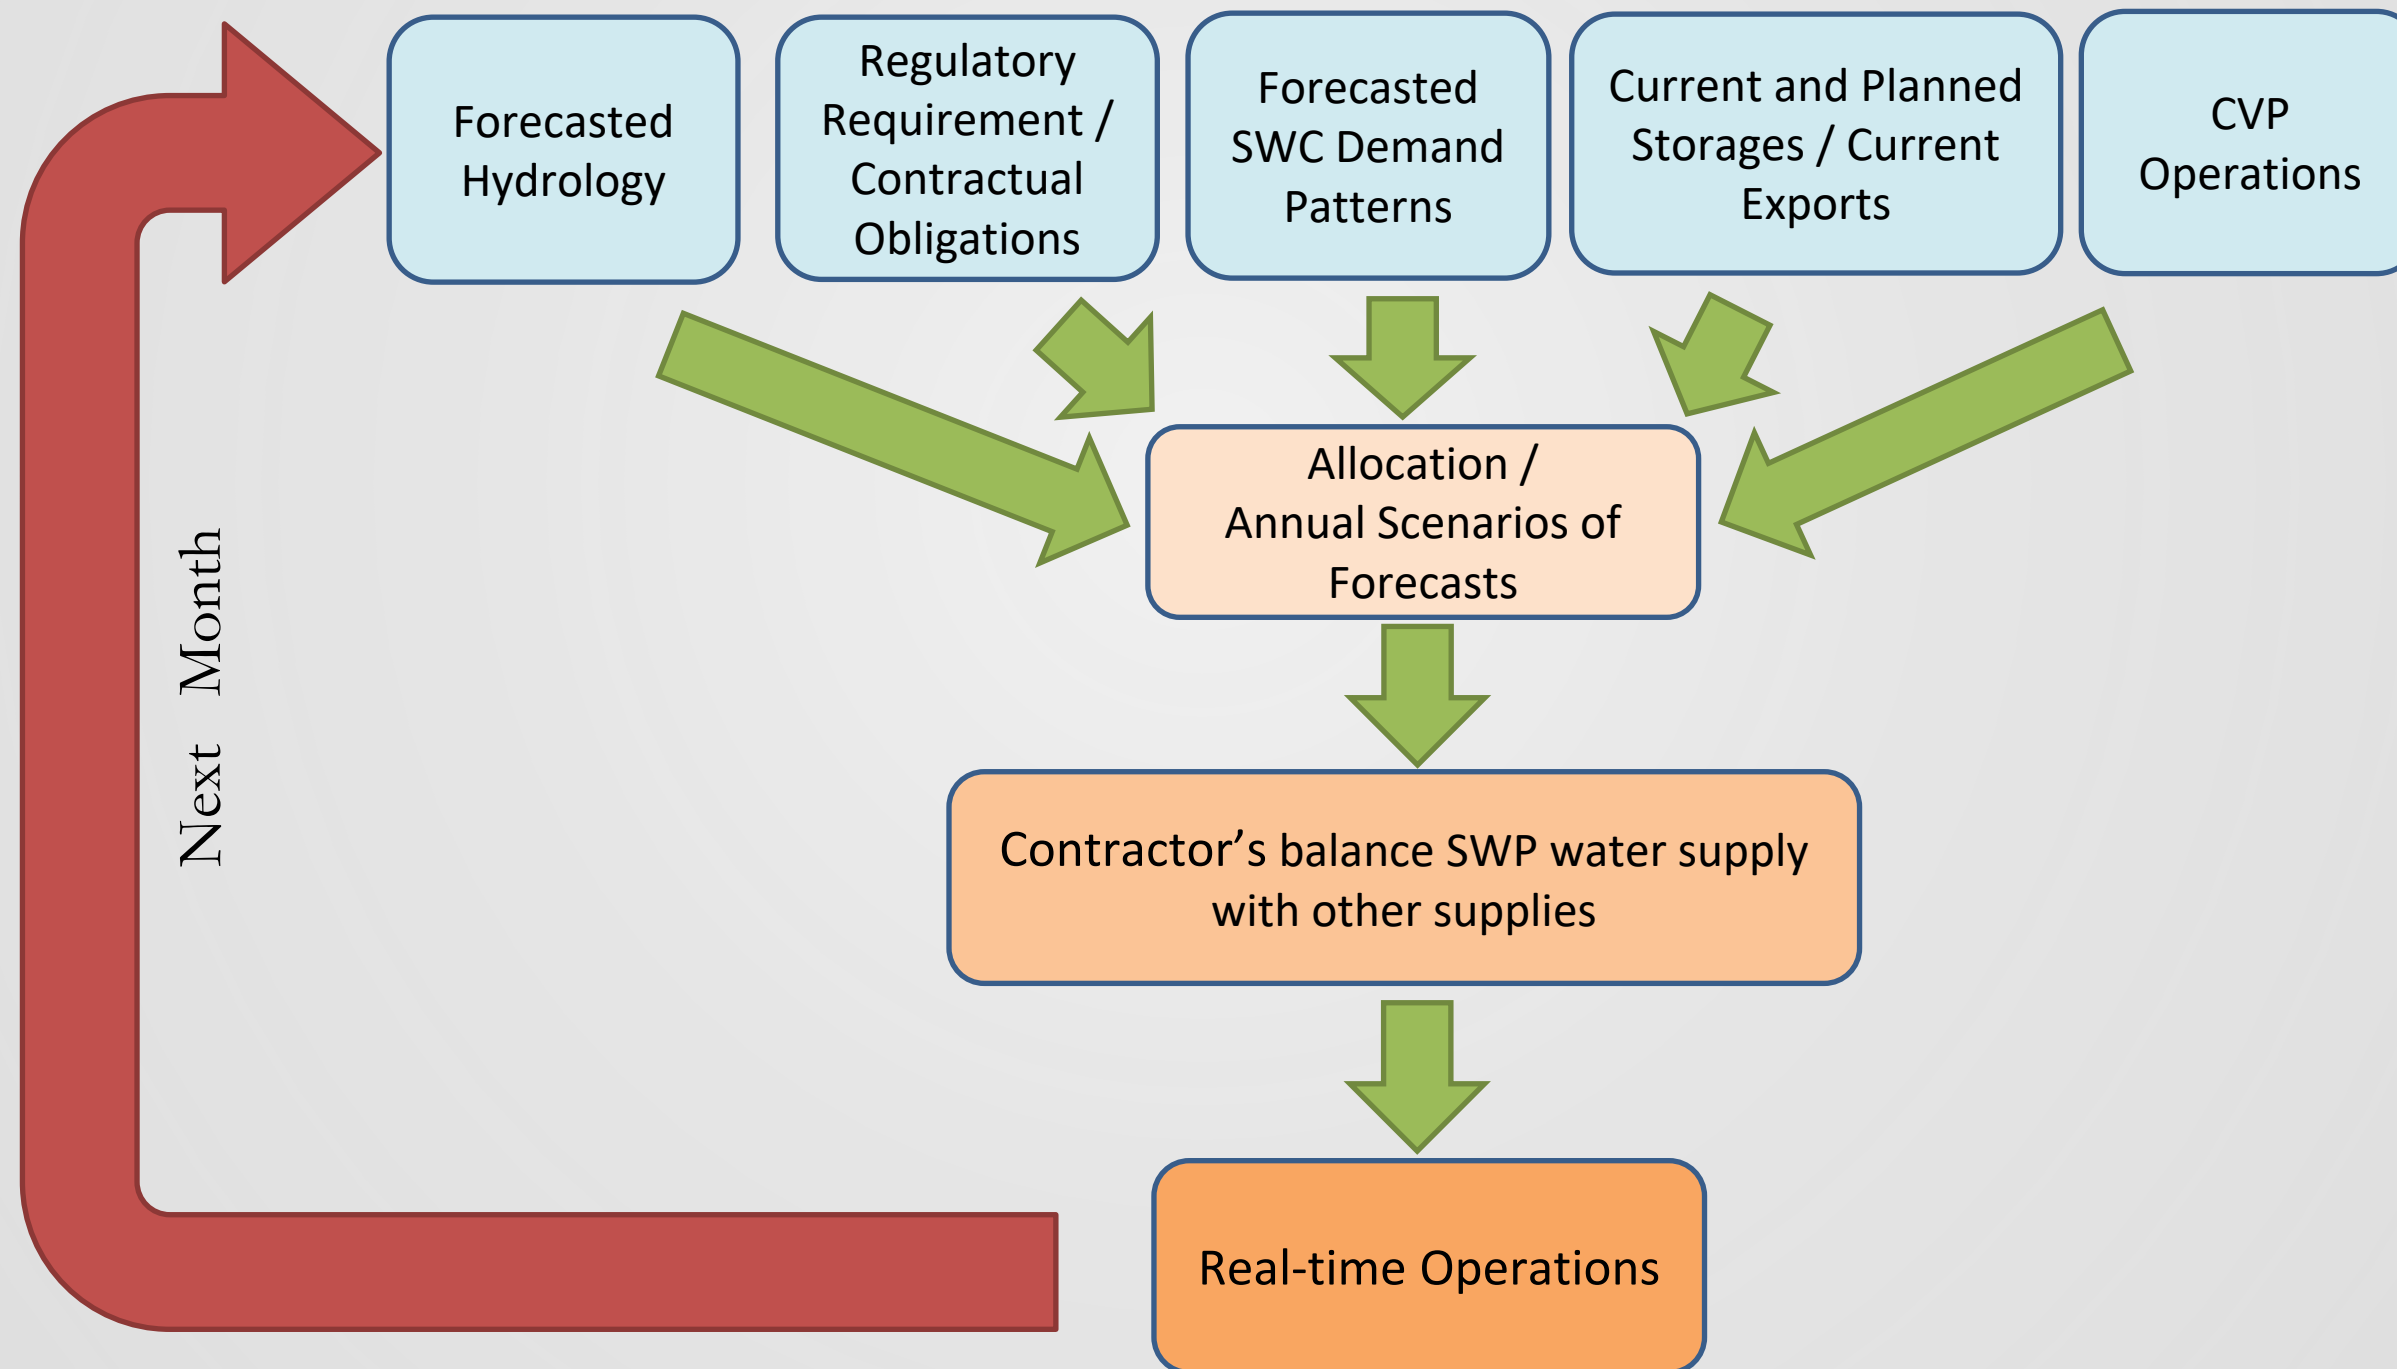 Forecasted
Hydrology
Regulatory
Requirement /
Contractual
Obligations
Forecasted
SWC Demand
Patterns
Current and Planned
Storages / Current
Exports
CVP
Operations
Allocation /
Annual Scenarios of
Forecasts
Next Month
Contractor’s balance SWP water supply
with other supplies
Real-time Operations